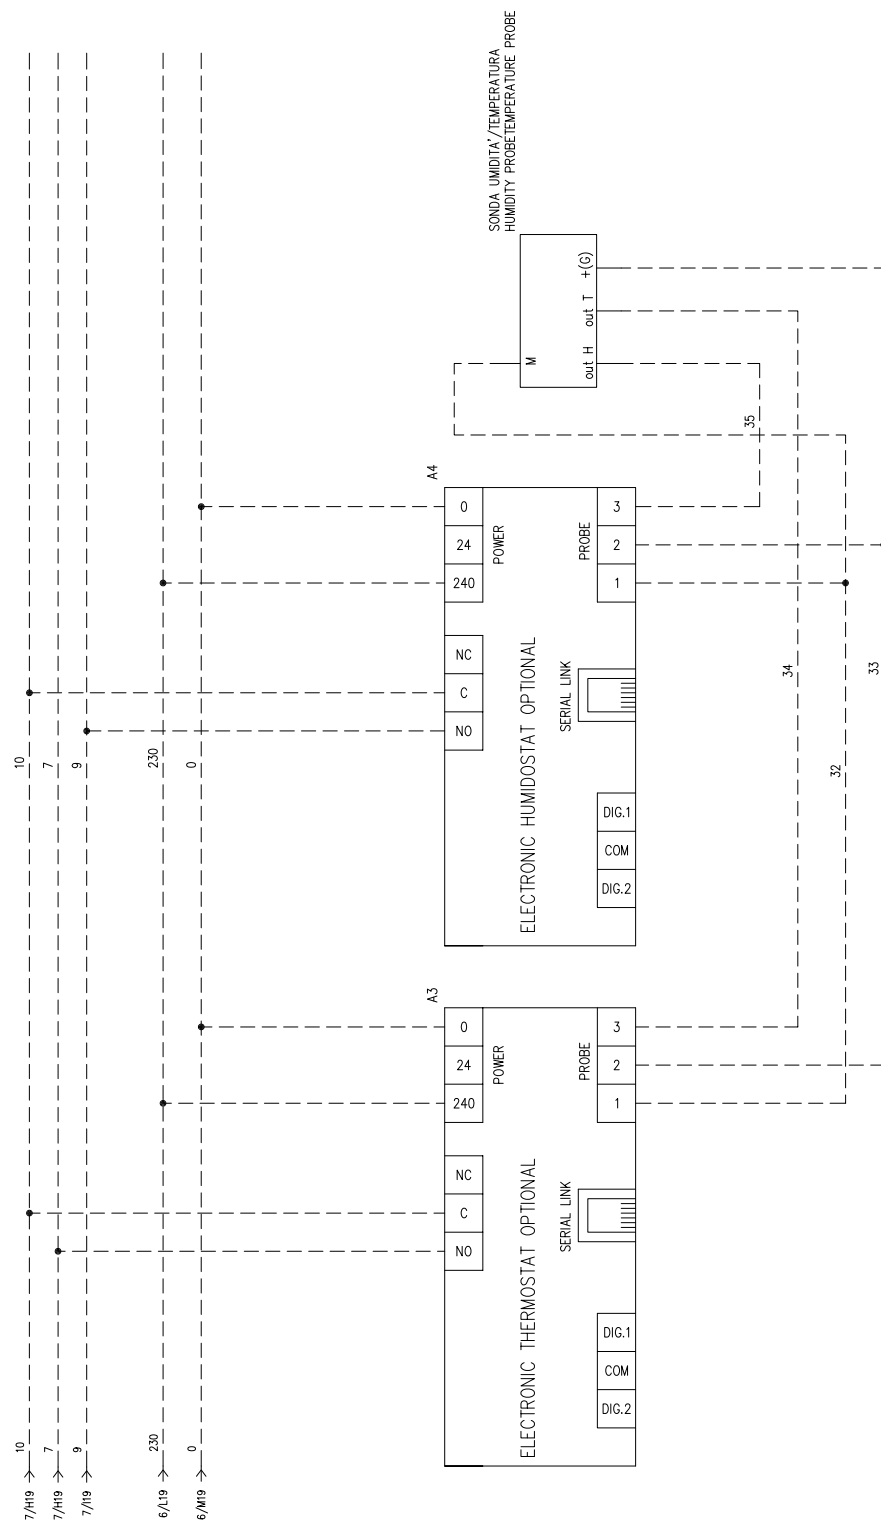 SONDA UMIDITA'/TEMPERATURA
HUMIDITY PROBETEMPERATURE PROBE
M
out H
out T
+(G)
35
A4
0
24
240
POWER
NC
C
NO
3
2
1
PROBE
ELECTRONIC HUMIDOSTAT OPTIONAL
SERIAL LINK
DIG.1
COM
DIG.2
10
7
9
230
0
34
33
32
A3
0
24
240
POWER
NC
C
NO
3
2
1
PROBE
ELECTRONIC THERMOSTAT OPTIONAL
SERIAL LINK
DIG.1
COM
DIG.2
10
7
9
230
0
7/H19
7/H19
7/I19
6/L19
6/M19